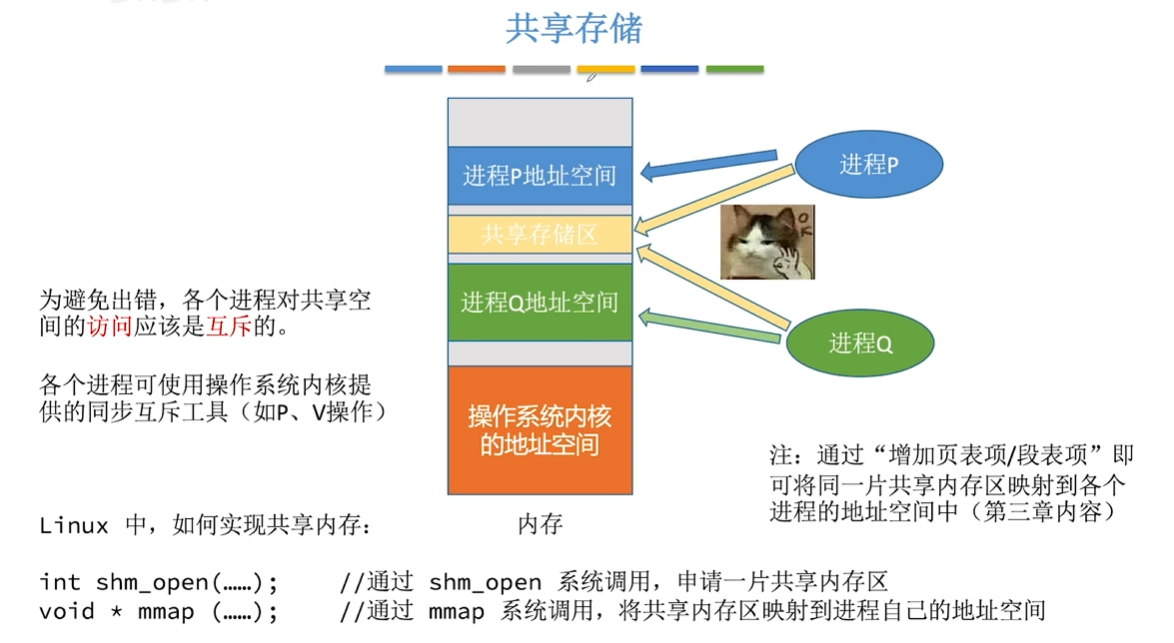 共享存储
进程P地址空间
共享存储区
进程Q地址空间
操作系统内核
的地址空间
内存
进程P
O
K
进程Q
为避免出错，各个进程对共享空
间的访问应该是互斥的。
各个进程可使用操作系统内核提
供的同步互斥工具（如P、V操作）
注：通过“增加页表项/段表项”即
可将同一片共享内存区映射到各个
进程的地址空间中（第三章内容）
Linux 中，如何实现共享内存：
int shm_open(……);  //通过 shm_open 系统调用，申请一片共享内存区
void * mmap (……);  //通过 mmap 系统调用，将共享内存区映射到进程自己的地址空间